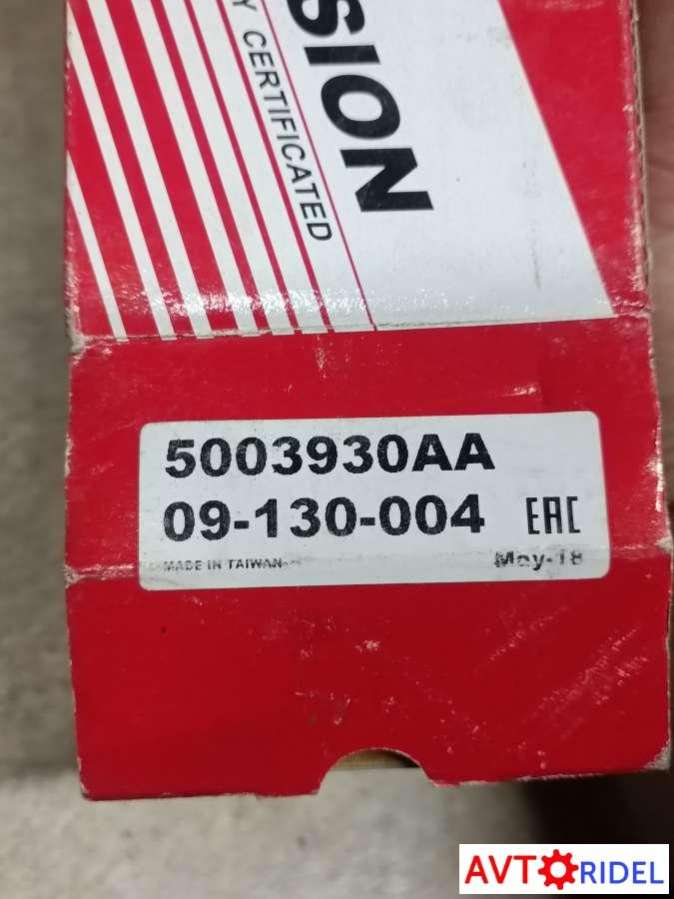 SION
Y CERTIFICATED
5003930AA
09-130-004 EAC
MADE IN TAIWAN May-18
AVTORIDEL